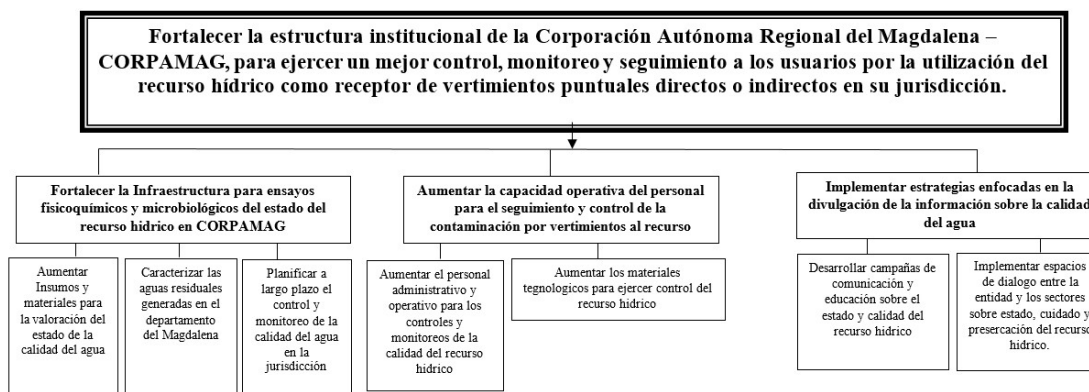 Fortalecer la estructura institucional de la Corporación Autónoma Regional del Magdalena –
CORPAMAG, para ejercer un mejor control, monitoreo y seguimiento a los usuarios por la utilización del
recurso hídrico como receptor de vertimientos puntuales directos o indirectos en su jurisdicción.
Fortalecer la Infraestructura para ensayos
fisicoquímicos y microbiológicos del estado del
recurso hídrico en CORPAMAG
Aumentar la capacidad operativa del personal
para el seguimiento y control de la
contaminación por vertimientos al recurso
Implementar estrategias enfocadas en la
divulgación de la información sobre la calidad
del agua
Aumentar
Insumos y
materiales para
la valoración del
estado de la
calidad del agua
Caracterizar las
aguas residuales
generadas en el
departamento
del Magdalena
Planificar a
largo plazo el
control y
monitoreo de la
calidad del agua
en la
jurisdicción
Aumentar el personal
administrativo y
operativo para los
controles y
monitoreos de la
calidad del recurso
hídrico
Aumentar los materiales
tegnologicos para ejercer control del
recurso hídrico
Desarrollar campañas de
comunicación y
educación sobre el
estado y calidad del
recurso hídrico
Implementar espacios
de dialogo entre la
entidad y los sectores
sobre estado, cuidado y
presercación del recurso
hídrico.